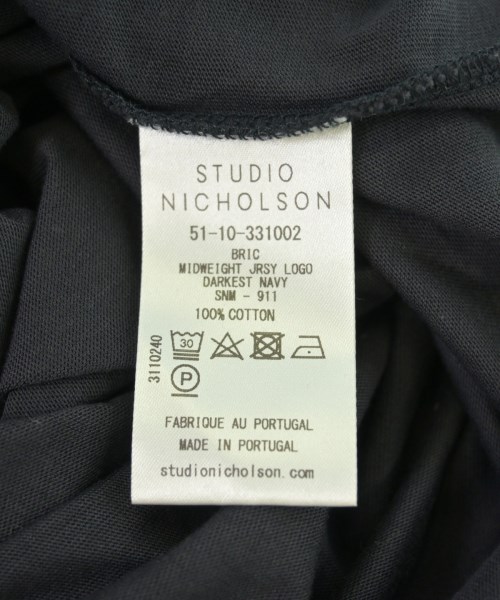 STUDIO
NICHOLSON
51-10-331002
BRIC
MIDWEIGHT JRSY LOGO
DARKEST NAVY
SNM - 911
100% COTTON
3110240
30
P
FABRIQUE AU PORTUGAL
MADE IN PORTUGAL
studionicholson.com